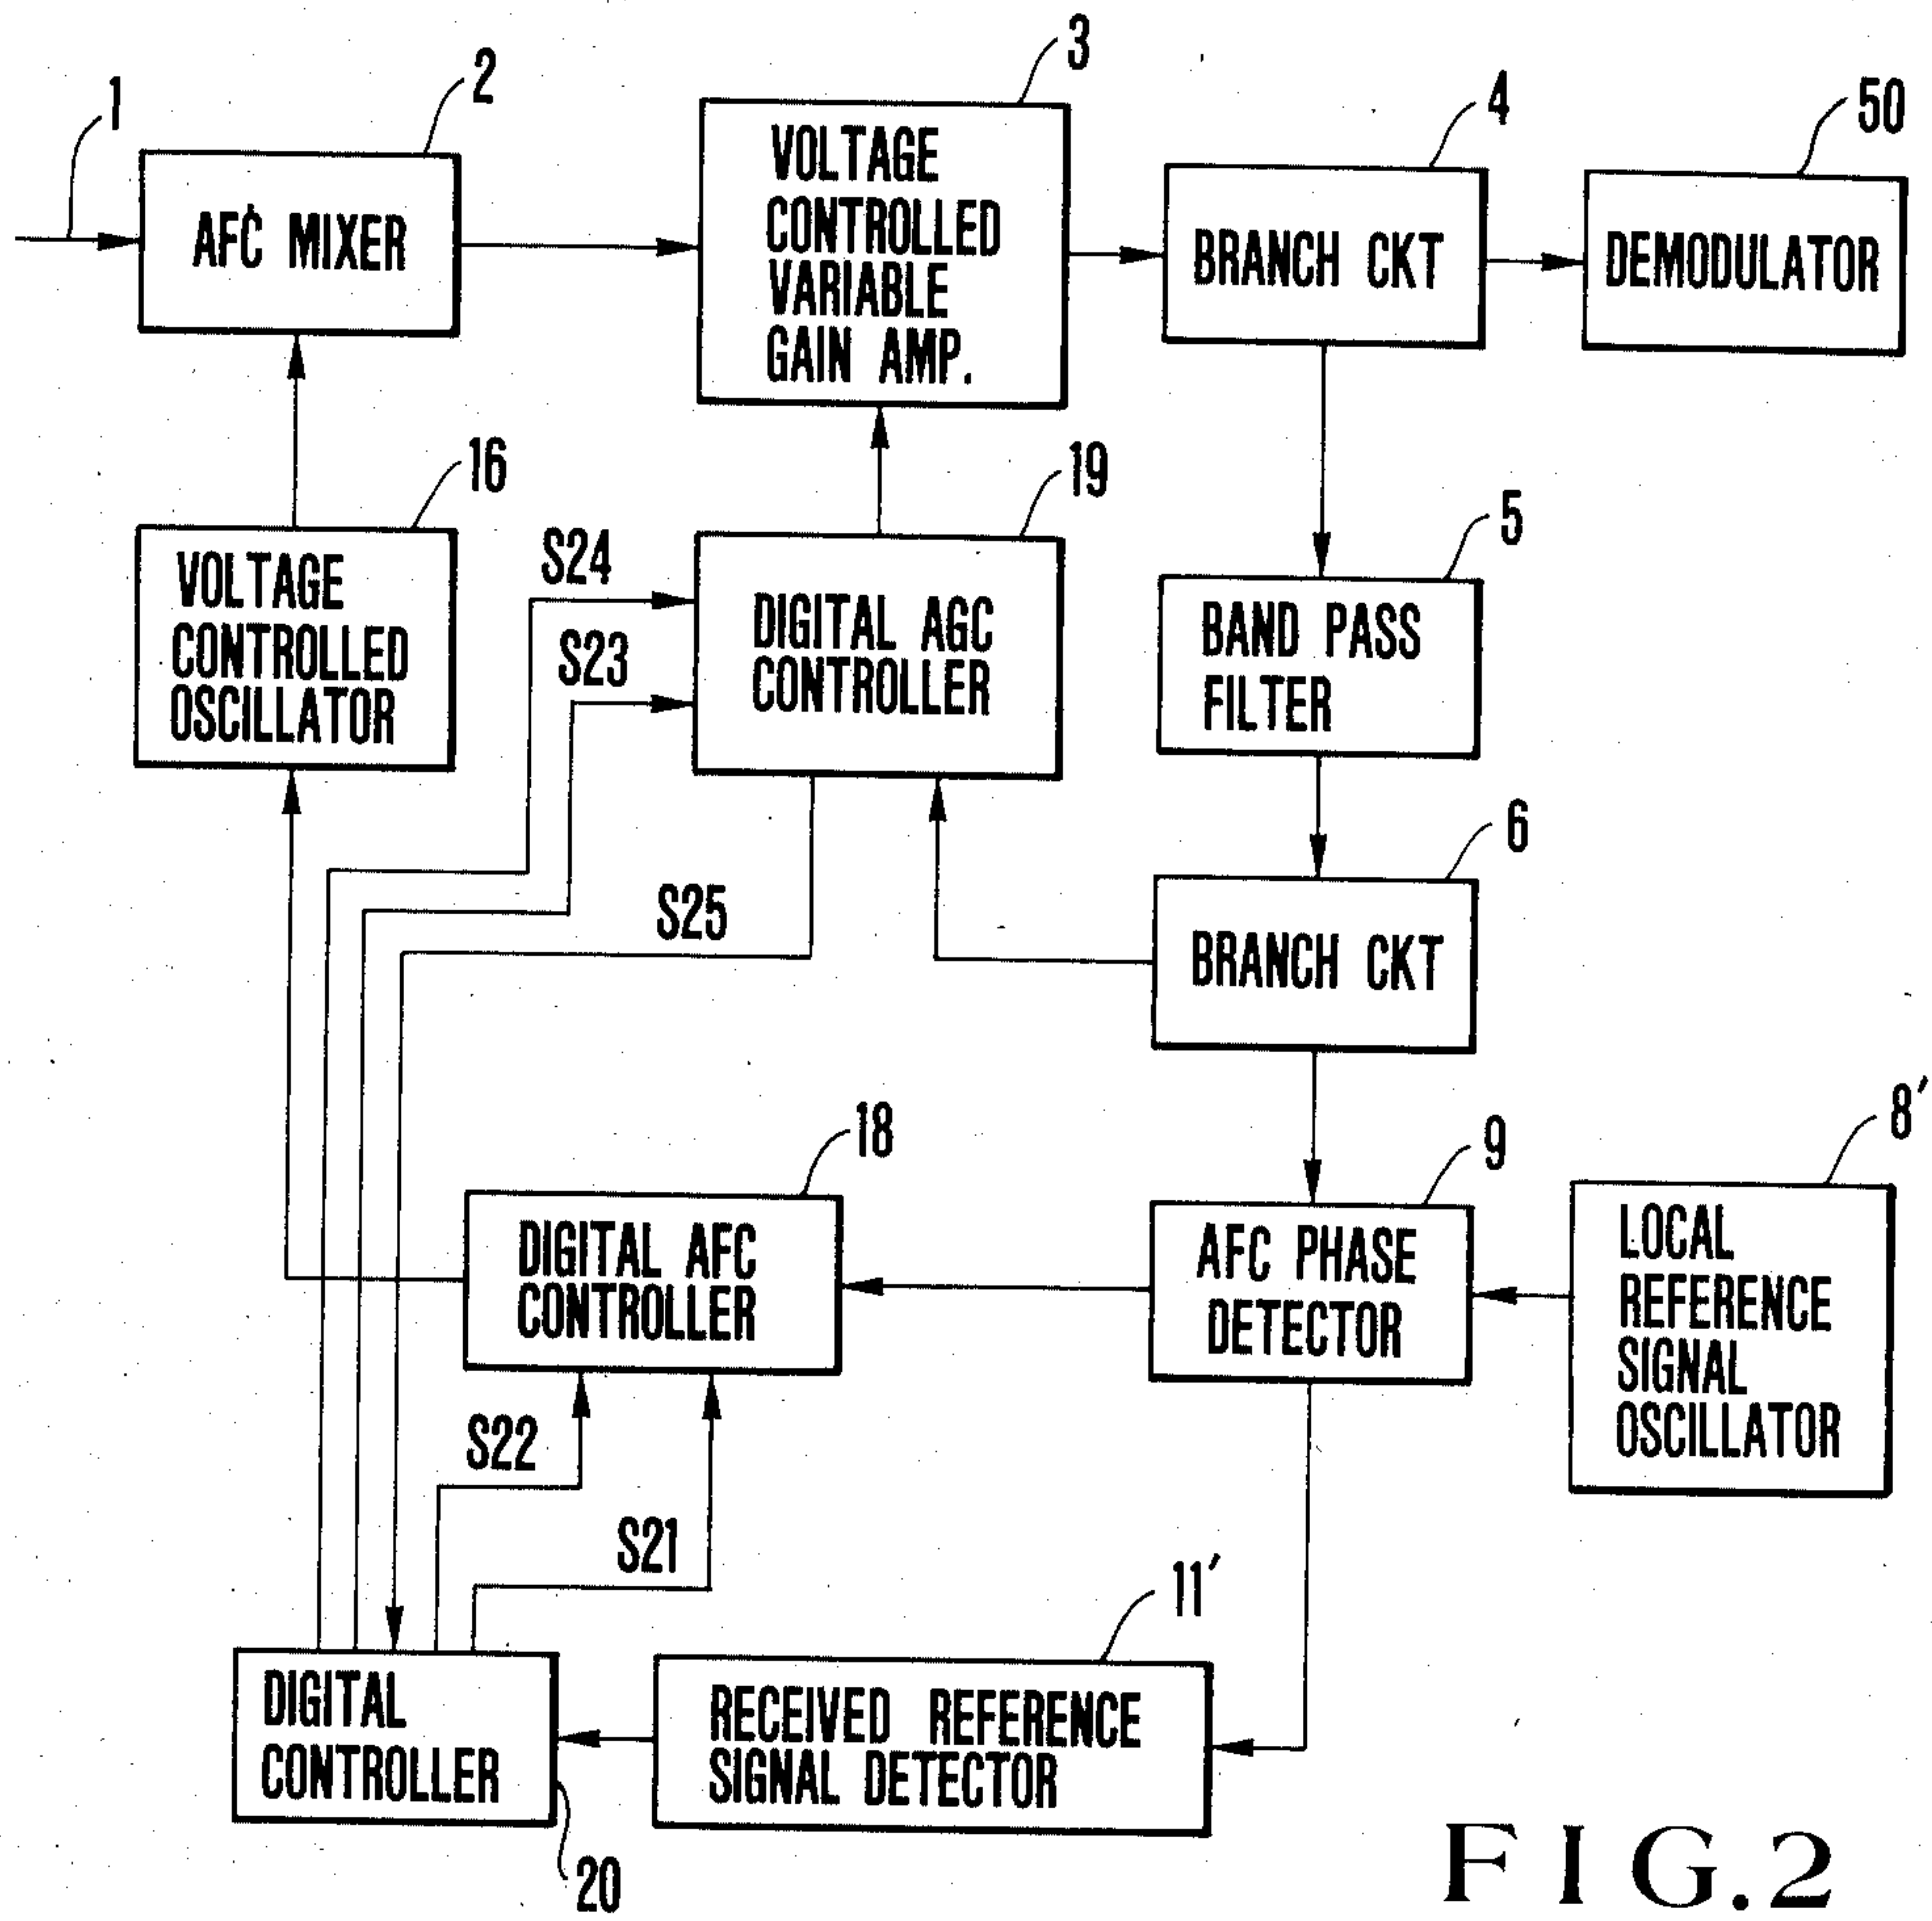 1
2
3
4
50
AFC MIXER
VOLTAGE
CONTROLLED
VARIABLE
GAIN AMP.
BRANCH CKT
DEMODULATOR
16
VOLTAGE
CONTROLLED
OSCILLATOR
S24
S23
19
DIGITAL AGC
CONTROLLER
5
BAND PASS
FILTER
S25
6
BRANCH CKT
18
DIGITAL AFC
CONTROLLER
9
AFC PHASE
DETECTOR
8'
LOCAL
REFERENCE
SIGNAL
OSCILLATOR
S22
S21
11'
DIGITAL
CONTROLLER
RECEIVED REFERENCE
SIGNAL DETECTOR
20
FIG.2